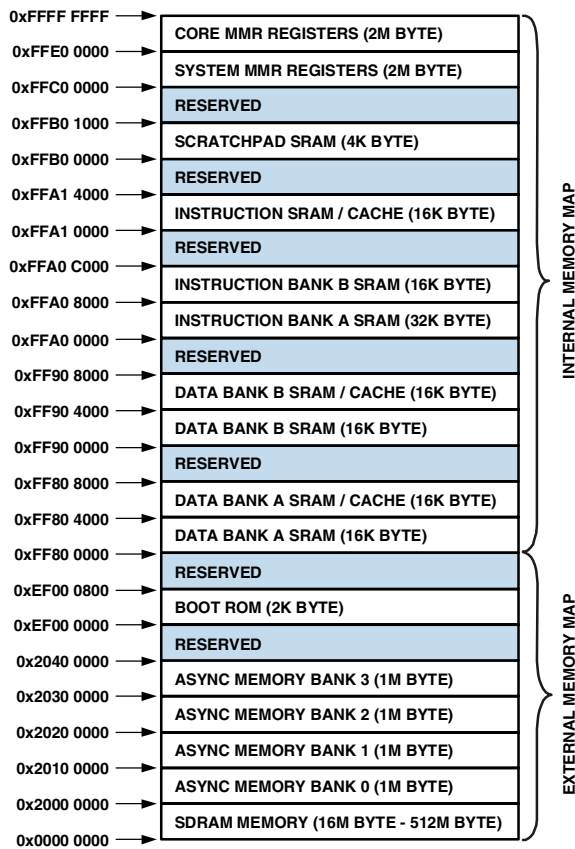 0xFFFF FFFF
CORE MMR REGISTERS (2M BYTE)
0xFFE0 0000
SYSTEM MMR REGISTERS (2M BYTE)
0xFFC0 0000
RESERVED
0xFFB0 1000
SCRATCHPAD SRAM (4K BYTE)
0xFFB0 0000
RESERVED
0xFFA1 4000
INSTRUCTION SRAM / CACHE (16K BYTE)
0xFFA1 0000
RESERVED
0xFFA0 C000
INSTRUCTION BANK B SRAM (16K BYTE)
0xFFA0 8000
INSTRUCTION BANK A SRAM (32K BYTE)
0xFFA0 0000
RESERVED
0xFF90 8000
DATA BANK B SRAM / CACHE (16K BYTE)
0xFF90 4000
DATA BANK B SRAM (16K BYTE)
0xFF90 0000
RESERVED
0xFF80 8000
DATA BANK A SRAM / CACHE (16K BYTE)
0xFF80 4000
DATA BANK A SRAM (16K BYTE)
0xFF80 0000
RESERVED
0xEF00 0800
BOOT ROM (2K BYTE)
0xEF00 0000
RESERVED
0x2040 0000
ASYNC MEMORY BANK 3 (1M BYTE)
0x2030 0000
ASYNC MEMORY BANK 2 (1M BYTE)
0x2020 0000
ASYNC MEMORY BANK 1 (1M BYTE)
0x2010 0000
ASYNC MEMORY BANK 0 (1M BYTE)
0x2000 0000
SDRAM MEMORY (16M BYTE - 512M BYTE)
0x0000 0000
INTERNAL MEMORY MAP
EXTERNAL MEMORY MAP